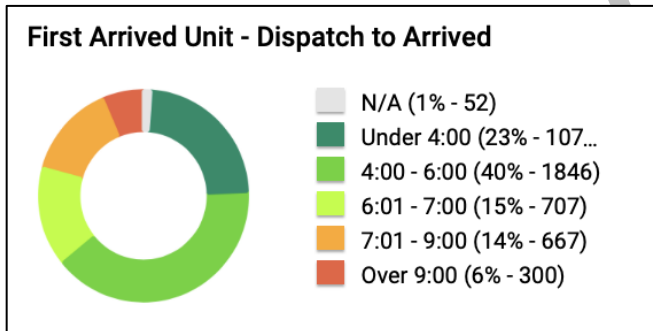 First Arrived Unit - Dispatch to Arrived
N/A (1% - 52)
Under 4:00 (23% - 107...
4:00 - 6:00 (40% - 1846)
6:01 - 7:00 (15% - 707)
7:01 - 9:00 (14% - 667)
Over 9:00 (6% - 300)